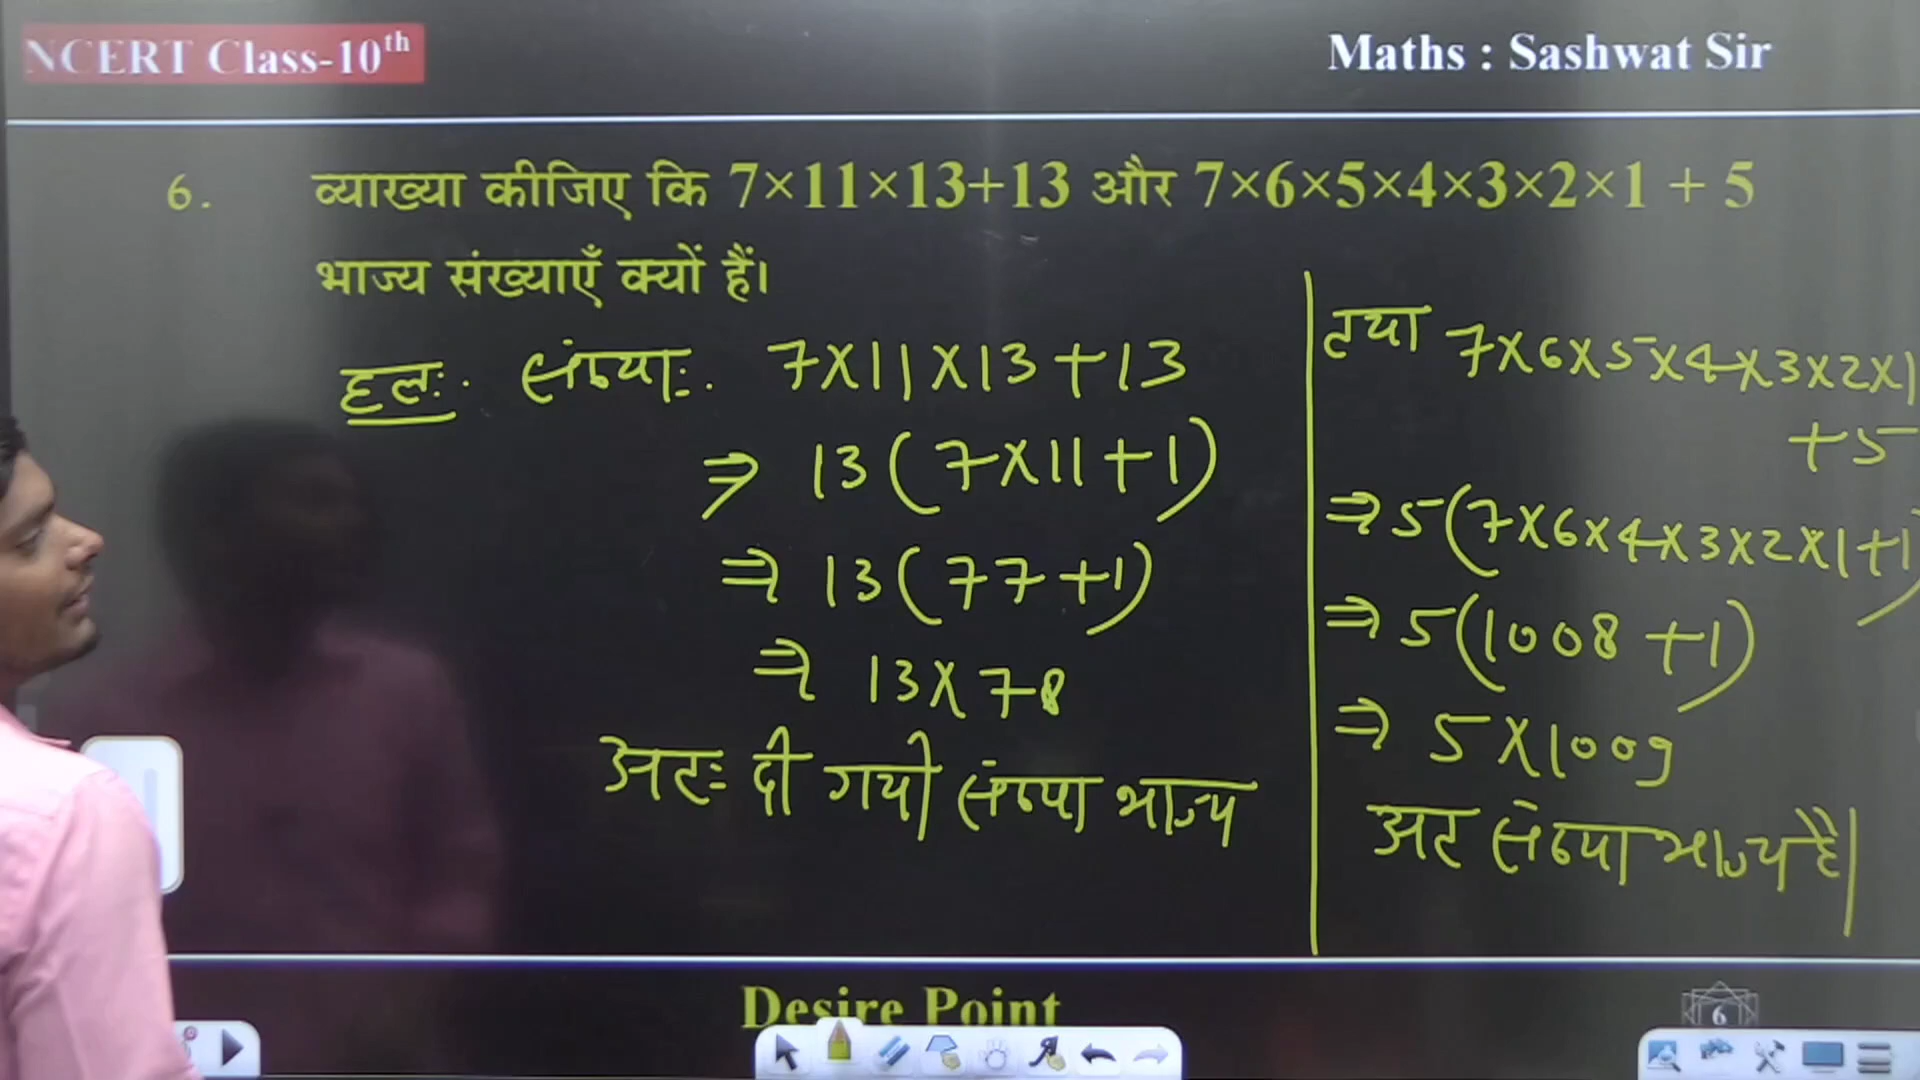 NCERT Class-10th
Maths : Sashwat Sir
6. व्याख्या कीजिए कि 7×11×13+13 और 7×6×5×4×3×2×1 + 5
भाज्य संख्याएँ क्यों हैं।
हलः संख्याः 7×11×13+13
⇒ 13(7×11+1)
⇒ 13(77+1)
⇒ 13×78
अतः दी गयी संख्या भाज्य
तथा 7×6×5×4×3×2×1
+5
⇒ 5(7×6×4×3×2×1+1)
⇒ 5(1008+1)
⇒ 5×1009
अत संख्या भाज्य है।
Desire Point
6